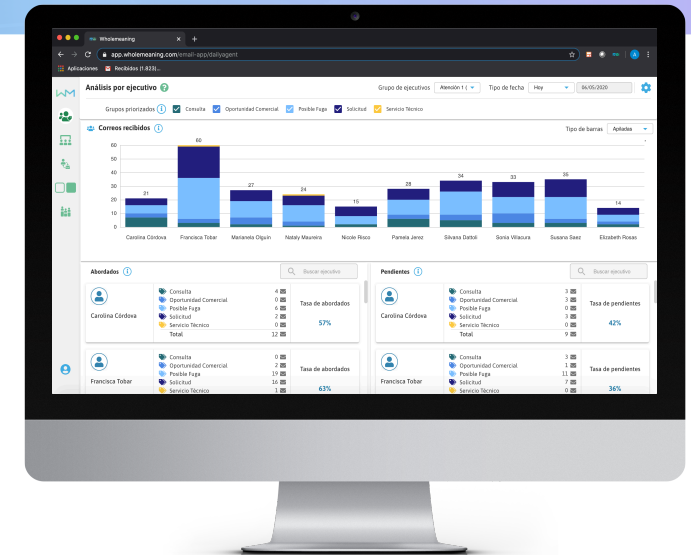 Wholemeaning
app.wholemeaning.com/email-app/dailyagent
Aplicaciones Recibidos (1.823)...
WM Análisis por ejecutivo ? Grupo de ejecutivos Atención 1 ( Tipo de fecha Hoy 06/05/2020
Grupos priorizados i Consulta Oportunidad Comercial Posible Fuga Solicitud Servicio Técnico
Correos recibidos i Tipo de barras Apiladas
60
50
40
30
20
10
0
21 60 27 24 15 28 34 33 35 14
Carolina Córdova Francisca Tobar Marianela Olguín Nataly Maureira Nicole Risco Pamela Jerez Silvana Dattoli Sonia Villacura Susana Saez Elizabeth Rosas
Abordados i Buscar ejecutivo
Carolina Córdova
Consulta 4
Oportunidad Comercial 0
Posible Fuga 6
Solicitud 2
Servicio Técnico 0
Total 12
Tasa de abordados
57%
Francisca Tobar
Consulta 0
Oportunidad Comercial 2
Posible Fuga 19
Solicitud 16
Servicio Técnico 1
Tasa de abordados
63%
Pendientes i Buscar ejecutivo
Carolina Córdova
Consulta 3
Oportunidad Comercial 3
Posible Fuga 0
Solicitud 3
Servicio Técnico 0
Total 9
Tasa de pendientes
42%
Francisca Tobar
Consulta 3
Oportunidad Comercial 1
Posible Fuga 11
Solicitud 7
Servicio Técnico 0
Tasa de pendientes
36%